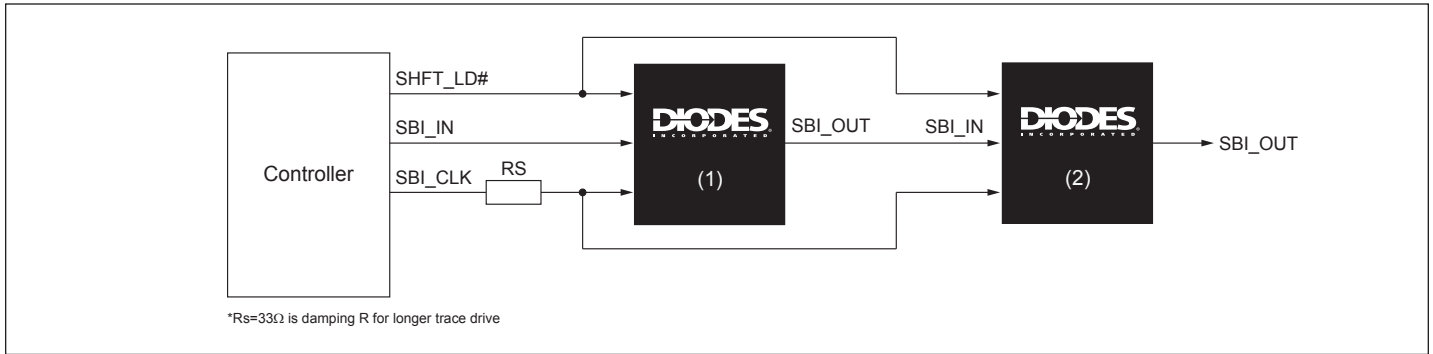 SHFT_LD#
SBI_IN
SBI_CLK
RS
Controller
DIODES®
INCORPORATED
(1)
SBI_OUT
SBI_IN
DIODES®
INCORPORATED
(2)
SBI_OUT
*Rs=33Ω is damping R for longer trace drive